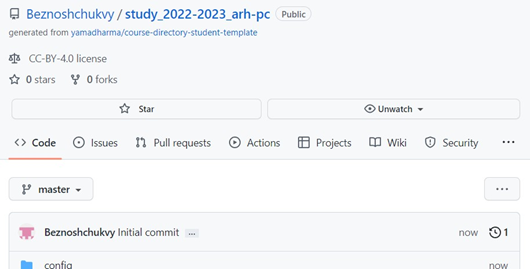 Beznoshchukvy / study_2022-2023_arh-pc Public
generated from yamadharma/course-directory-student-template
CC-BY-4.0 license
0 stars 0 forks
Star Unwatch
Code Issues Pull requests Actions Projects Wiki Security ...
master ...
Beznoshchukvy Initial commit ... now 1
config now